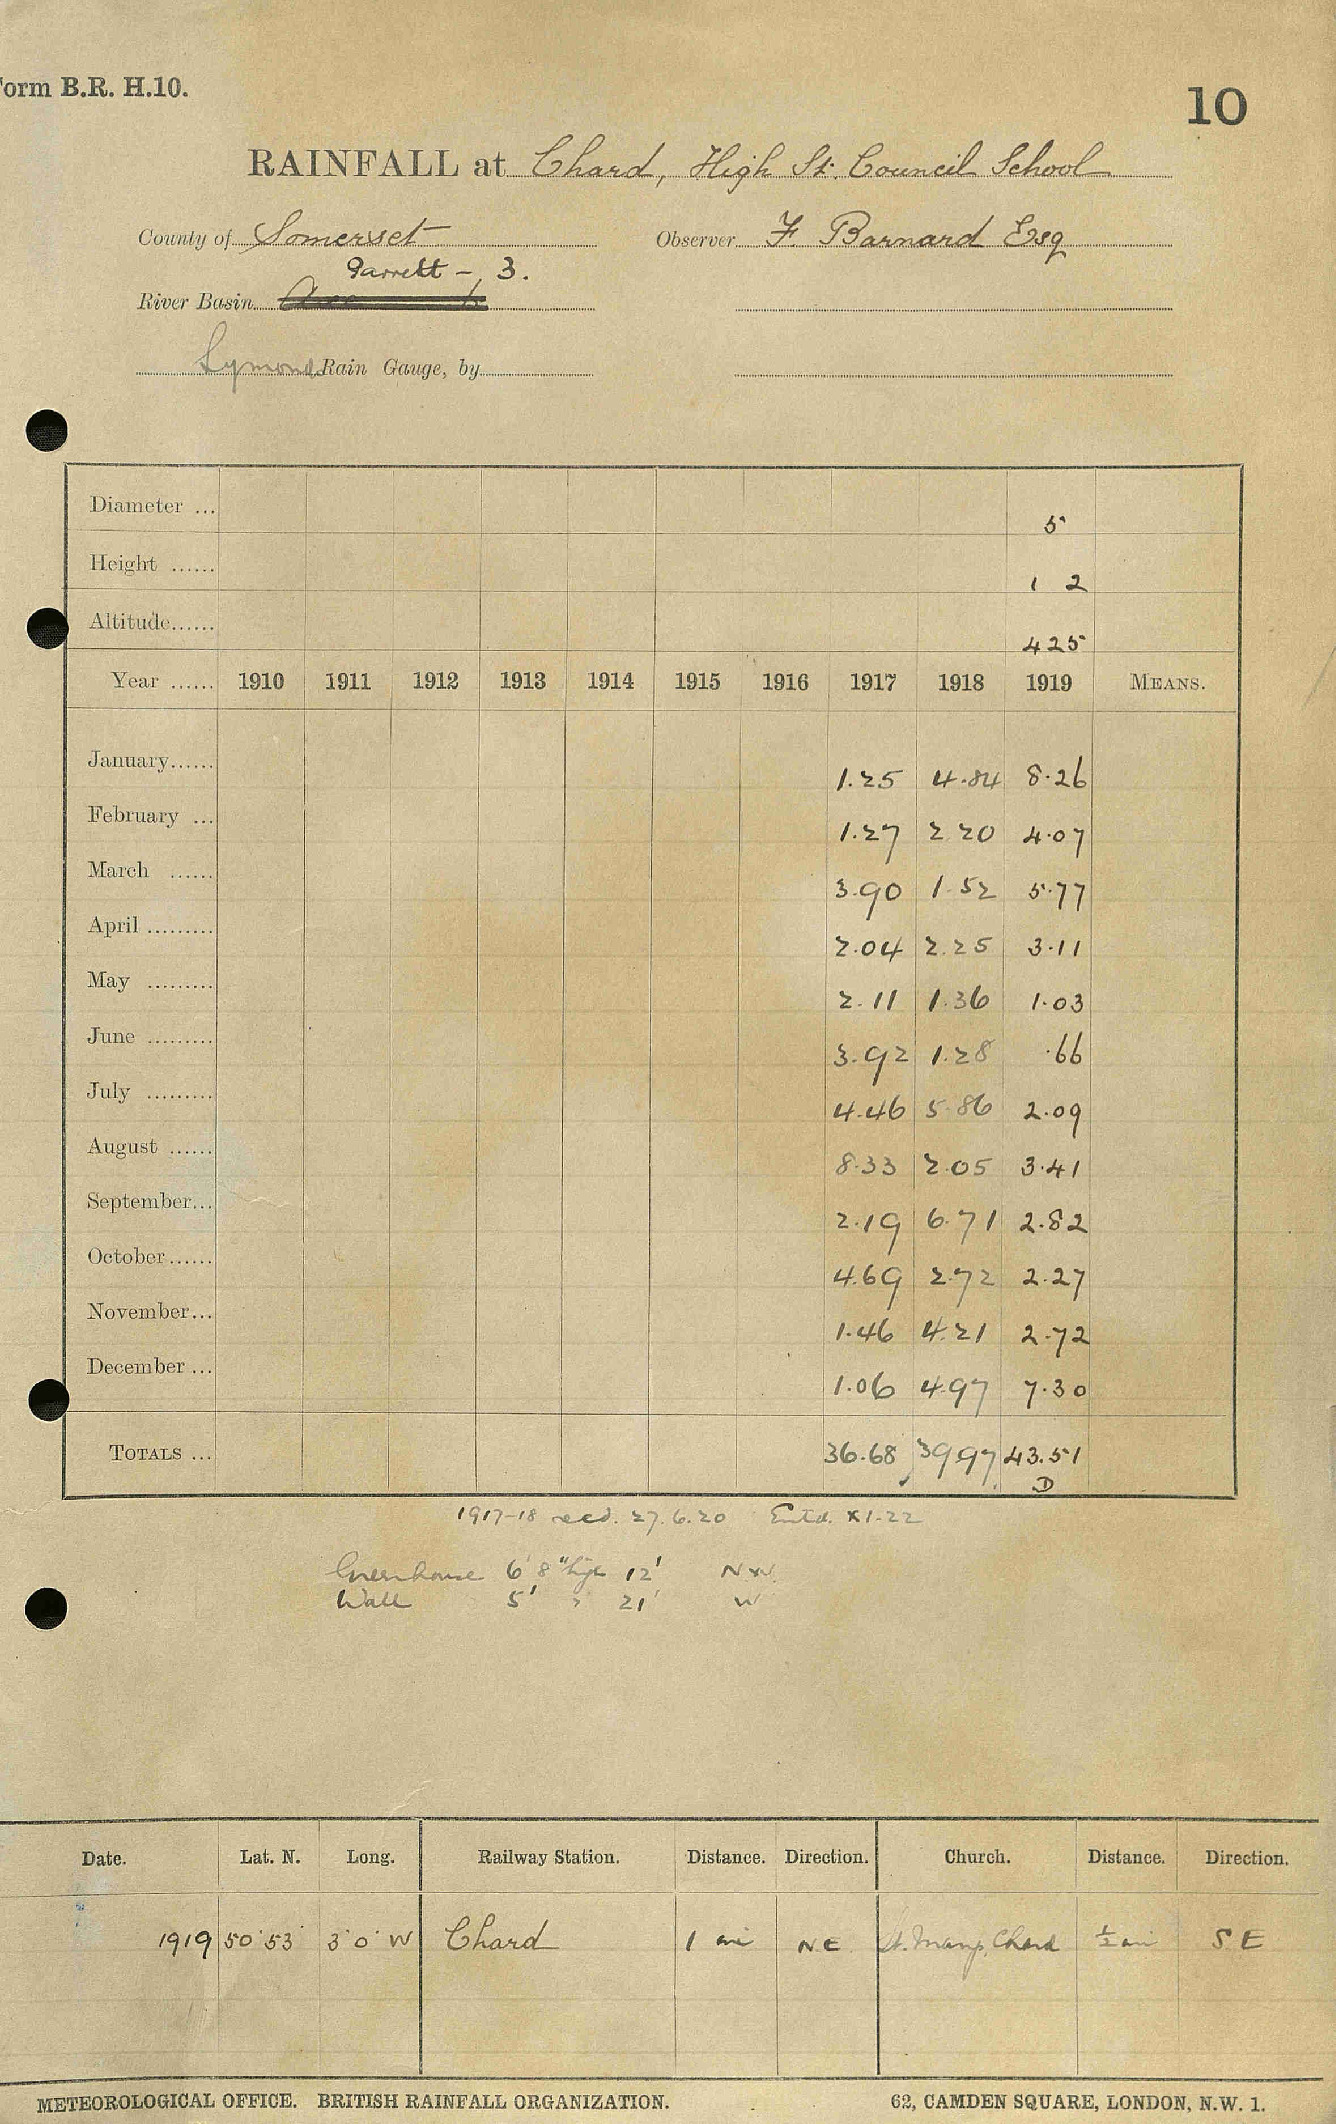 Form B.R. H.10.
10
RAINFALL at Chard, High St. Council School
County of Somerset Observer F. Barnard Esq
Parrett - 3.
River Basin
Symons Rain Gauge, by
Diameter ... 5
Height ...... 1 2
Altitude...... 425
Year ...... 1910 1911 1912 1913 1914 1915 1916 1917 1918 1919 MEANS.
January...... 1.25 4.84 8.26
February ... 1.27 2.20 4.07
March ...... 3.90 1.52 5.77
April ......... 2.04 2.25 3.11
May ......... 2.11 1.36 1.03
June ......... 3.92 1.28 .66
July ......... 4.46 5.86 2.09
August ...... 8.33 2.05 3.41
September... 2.19 6.71 2.82
October...... 4.69 2.72 2.27
November... 1.46 4.21 2.72
December ... 1.06 4.97 7.30
TOTALS ... 36.68 39.97 43.51
D
1917-18 recd. 27.6.20 Entd. X1-22
Greenhouse 6' 8" high 12' NW
Wall 5' " 21' W
Date. Lat. N. Long. Railway Station. Distance. Direction. Church. Distance. Direction.
1919 50°53' 3°0' W Chard 1 mi NE St. Mary, Chard ½ mi SE
METEOROLOGICAL OFFICE. BRITISH RAINFALL ORGANIZATION. 62, CAMDEN SQUARE, LONDON, N.W. 1.